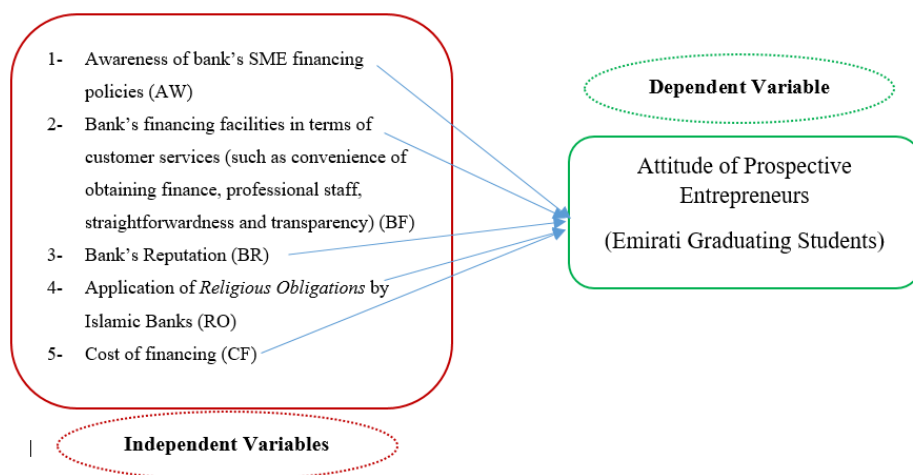 1- Awareness of bank's SME financing
policies (AW)
2- Bank's financing facilities in terms of
customer services (such as convenience of
obtaining finance, professional staff,
straightforwardness and transparency) (BF)
3- Bank's Reputation (BR)
4- Application of Religious Obligations by
Islamic Banks (RO)
5- Cost of financing (CF)
Independent Variables
Dependent Variable
Attitude of Prospective
Entrepreneurs
(Emirati Graduating Students)